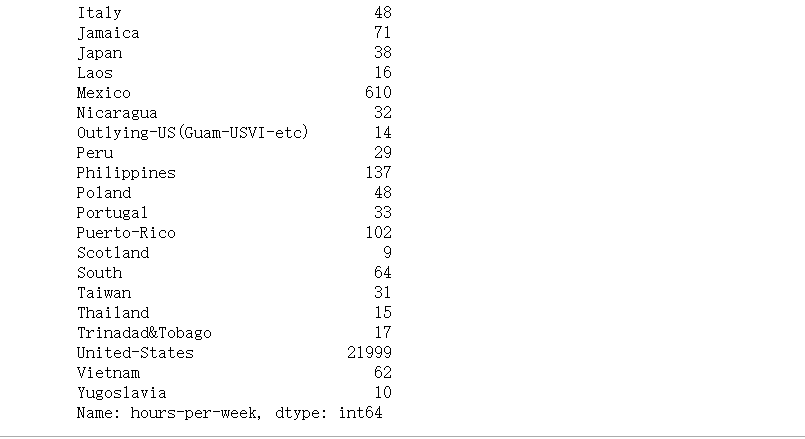 Italy 48
Jamaica 71
Japan 38
Laos 16
Mexico 610
Nicaragua 32
Outlying-US(Guam-USVI-etc) 14
Peru 29
Philippines 137
Poland 48
Portugal 33
Puerto-Rico 102
Scotland 9
South 64
Taiwan 31
Thailand 15
Trinadad&Tobago 17
United-States 21999
Vietnam 62
Yugoslavia 10
Name: hours-per-week, dtype: int64